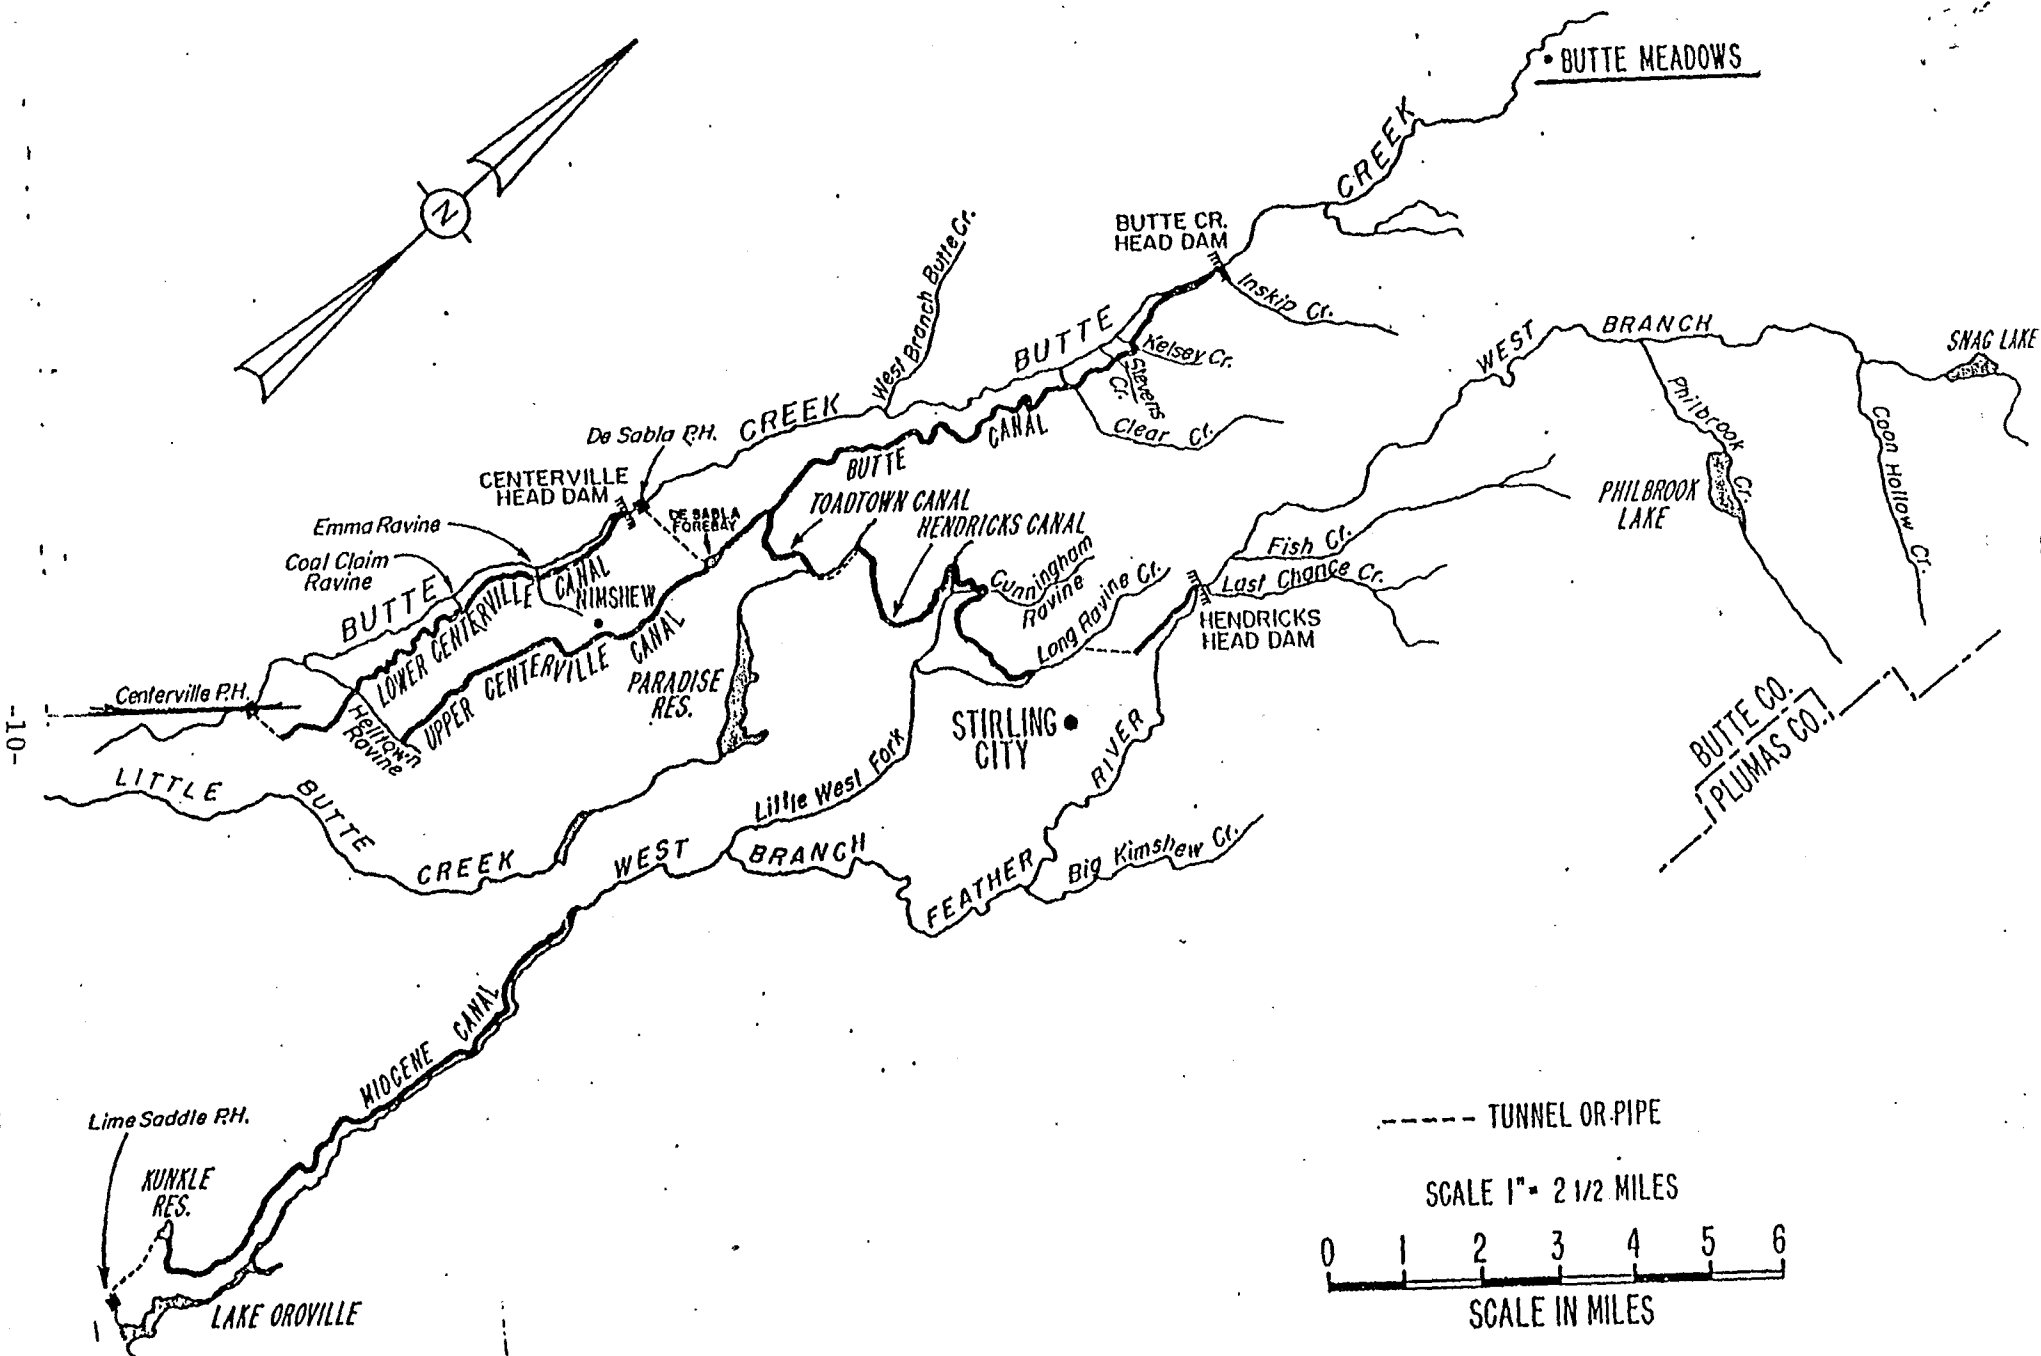 BUTTE MEADOWS
CREEK
N
BUTTE CR.
HEAD DAM
West Branch Butte Cr.
Inskip Cr.
BUTTE
Kelsey Cr.
Stevens
Cr.
Clear Cr.
WEST
BRANCH
SNAG LAKE
Philbrook
Cr.
PHILBROOK
LAKE
Coon Hollow Cr.
CREEK
De Sabla P.H.
CENTERVILLE
HEAD DAM
BUTTE
CANAL
TOADTOWN CANAL
HENDRICKS CANAL
DE SABLA
FOREBAY
Emma Ravine
Coal Claim
Ravine
BUTTE
LOWER CENTERVILLE
CANAL
NIMSHEW
UPPER CENTERVILLE
CANAL
Cunningham
Ravine
Long Ravine Cr.
Fish Cr.
Last Chance Cr.
HENDRICKS
HEAD DAM
PARADISE
RES.
Centerville P.H.
Helltown
Ravine
-10-
STIRLING
CITY
BUTTE CO.
PLUMAS CO.
LITTLE
BUTTE
CREEK
Little West Fork
WEST
BRANCH
FEATHER
RIVER
Big Kimshew Cr.
MIOCENE
CANAL
Lime Saddle P.H.
KUNKLE
RES.
LAKE OROVILLE
TUNNEL OR PIPE
SCALE 1"= 2 1/2 MILES
0 1 2 3 4 5 6
SCALE IN MILES